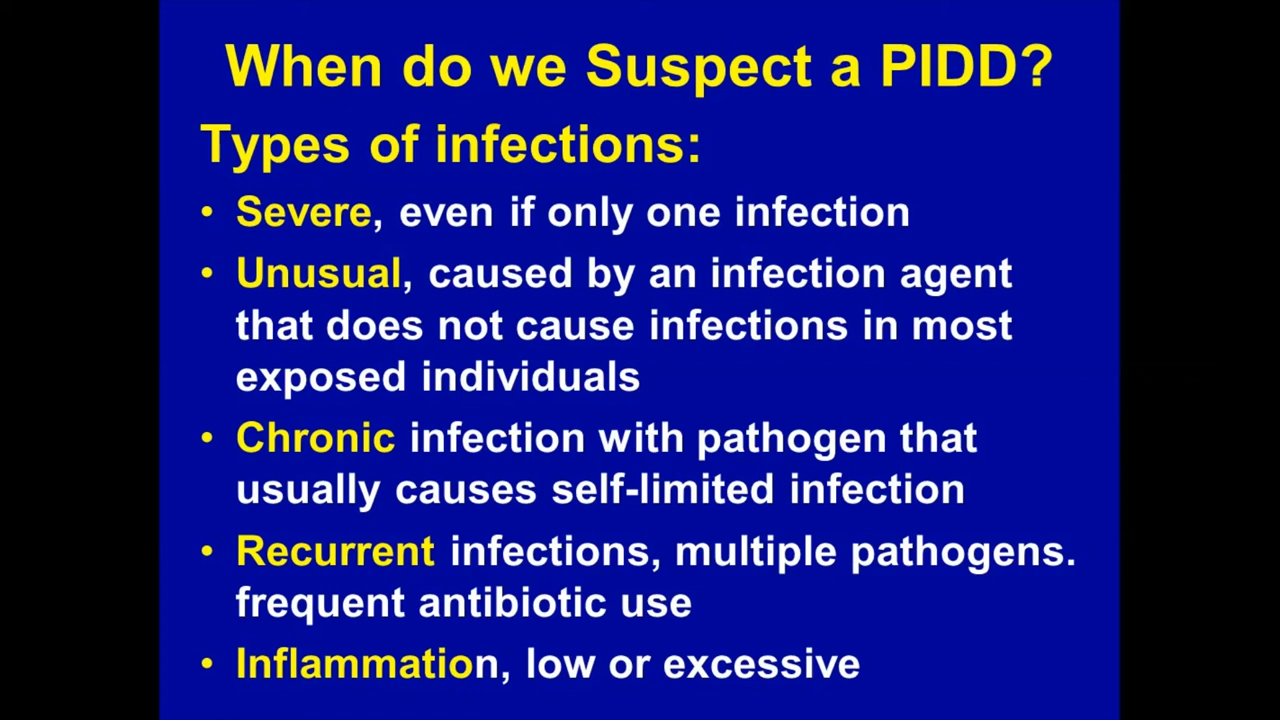 When do we Suspect a PIDD?
Types of infections:
• Severe, even if only one infection
• Unusual, caused by an infection agent
that does not cause infections in most
exposed individuals
• Chronic infection with pathogen that
usually causes self-limited infection
• Recurrent infections, multiple pathogens.
frequent antibiotic use
• Inflammation, low or excessive